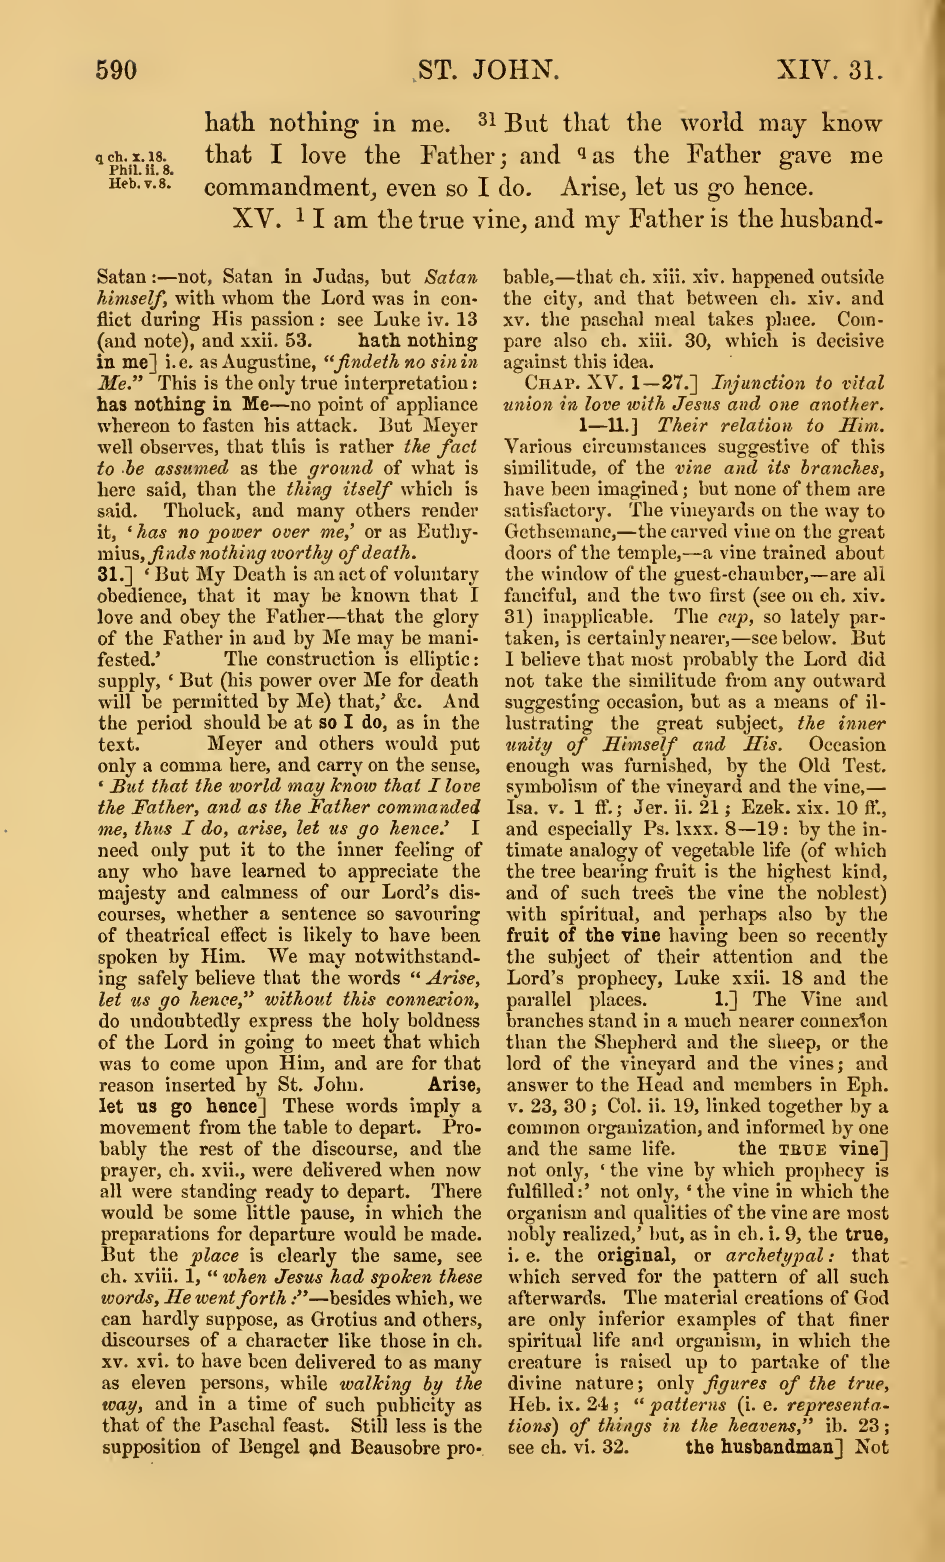 590 ST. JOHN. XIV. 31.
hath nothing in me. 31 But that the world may know
q ch. x. 18.
Phil. ii. 8.
Heb. v. 8.
that I love the Father; and q as the Father gave me
commandment, even so I do. Arise, let us go hence.
XV. 1 I am the true vine, and my Father is the husband-
Satan:—not, Satan in Judas, but Satan
himself, with whom the Lord was in con-
flict during His passion: see Luke iv. 13
(and note), and xxii. 53. hath nothing
in me] i. e. as Augustine, "findeth no sin in
Me." This is the only true interpretation:
has nothing in Me—no point of appliance
whereon to fasten his attack. But Meyer
well observes, that this is rather the fact
to be assumed as the ground of what is
here said, than the thing itself which is
said. Tholuck, and many others render
it, 'has no power over me,' or as Euthy-
mius, finds nothing worthy of death.
31.] 'But My Death is an act of voluntary
obedience, that it may be known that I
love and obey the Father—that the glory
of the Father in and by Me may be mani-
fested.' The construction is elliptic:
supply, 'But (his power over Me for death
will be permitted by Me) that,' &c. And
the period should be at so I do, as in the
text. Meyer and others would put
only a comma here, and carry on the sense,
'But that the world may know that I love
the Father, and as the Father commanded
me, thus I do, arise, let us go hence.' I
need only put it to the inner feeling of
any who have learned to appreciate the
majesty and calmness of our Lord's dis-
courses, whether a sentence so savouring
of theatrical effect is likely to have been
spoken by Him. We may notwithstand-
ing safely believe that the words "Arise,
let us go hence," without this connexion,
do undoubtedly express the holy boldness
of the Lord in going to meet that which
was to come upon Him, and are for that
reason inserted by St. John. Arise,
let us go hence] These words imply a
movement from the table to depart. Pro-
bably the rest of the discourse, and the
prayer, ch. xvii., were delivered when now
all were standing ready to depart. There
would be some little pause, in which the
preparations for departure would be made.
But the place is clearly the same, see
ch. xviii. 1, "when Jesus had spoken these
words, He went forth:"—besides which, we
can hardly suppose, as Grotius and others,
discourses of a character like those in ch.
xv. xvi. to have been delivered to as many
as eleven persons, while walking by the
way, and in a time of such publicity as
that of the Paschal feast. Still less is the
supposition of Bengel and Beausobre pro-
bable,—that ch. xiii. xiv. happened outside
the city, and that between ch. xiv. and
xv. the paschal meal takes place. Com-
pare also ch. xiii. 30, which is decisive
against this idea.
CHAP. XV. 1—27.] Injunction to vital
union in love with Jesus and one another.
1—11.] Their relation to Him.
Various circumstances suggestive of this
similitude, of the vine and its branches,
have been imagined; but none of them are
satisfactory. The vineyards on the way to
Gethsemane,—the carved vine on the great
doors of the temple,—a vine trained about
the window of the guest-chamber,—are all
fanciful, and the two first (see on ch. xiv.
31) inapplicable. The cup, so lately par-
taken, is certainly nearer,—see below. But
I believe that most probably the Lord did
not take the similitude from any outward
suggesting occasion, but as a means of il-
lustrating the great subject, the inner
unity of Himself and His. Occasion
enough was furnished, by the Old Test.
symbolism of the vineyard and the vine,—
Isa. v. 1 ff.; Jer. ii. 21; Ezek. xix. 10 ff.,
and especially Ps. lxxx. 8—19: by the in-
timate analogy of vegetable life (of which
the tree bearing fruit is the highest kind,
and of such trees the vine the noblest)
with spiritual, and perhaps also by the
fruit of the vine having been so recently
the subject of their attention and the
Lord's prophecy, Luke xxii. 18 and the
parallel places. 1.] The Vine and
branches stand in a much nearer connexion
than the Shepherd and the sheep, or the
lord of the vineyard and the vines; and
answer to the Head and members in Eph.
v. 23, 30; Col. ii. 19, linked together by a
common organization, and informed by one
and the same life. the TRUE vine]
not only, 'the vine by which prophecy is
fulfilled:' not only, 'the vine in which the
organism and qualities of the vine are most
nobly realized,' but, as in ch. i. 9, the true,
i. e. the original, or archetypal: that
which served for the pattern of all such
afterwards. The material creations of God
are only inferior examples of that finer
spiritual life and organism, in which the
creature is raised up to partake of the
divine nature; only figures of the true,
Heb. ix. 24; "patterns (i. e. representa-
tions) of things in the heavens," ib. 23;
see ch. vi. 32. the husbandman] Not